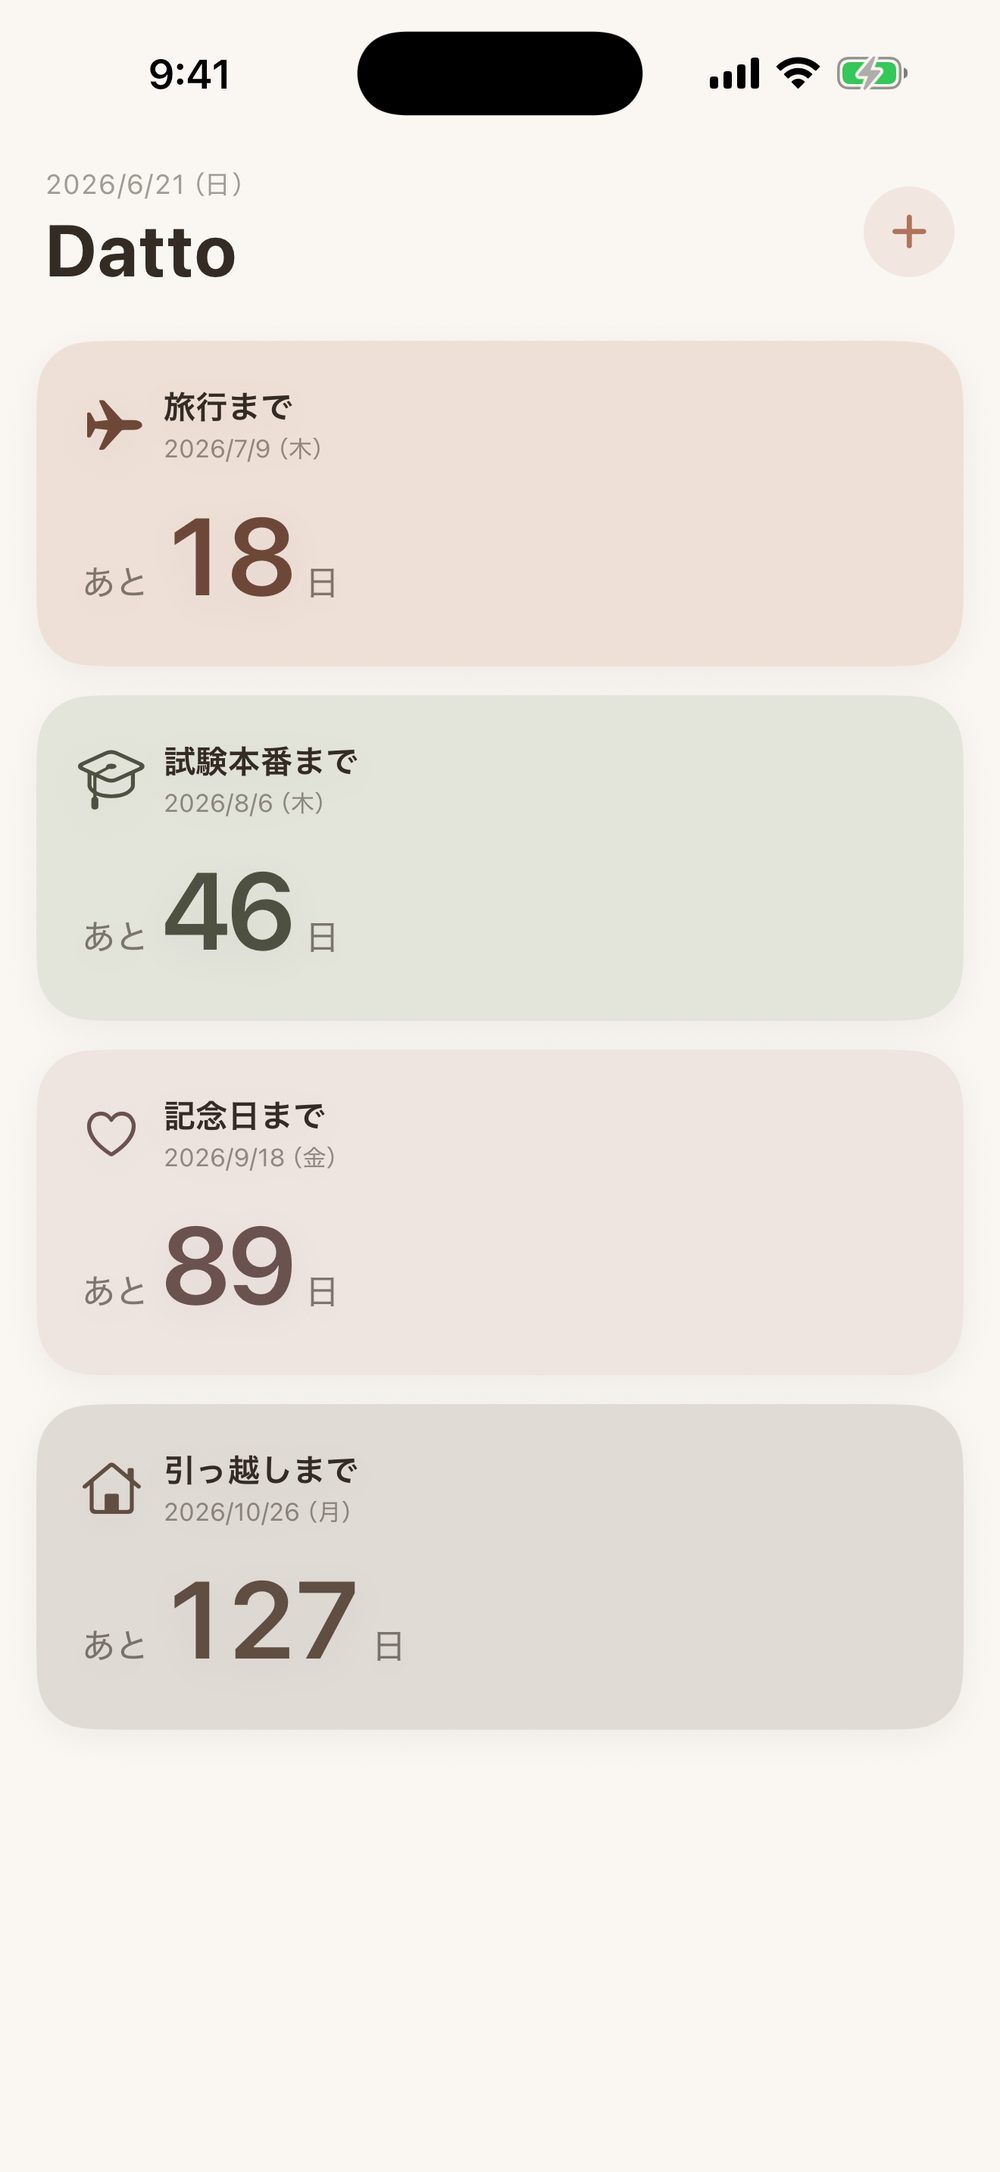 9:41
2026/6/21（日）
Datto
旅行まで
2026/7/9（木）
あと 18 日
試験本番まで
2026/8/6（木）
あと 46 日
記念日まで
2026/9/18（金）
あと 89 日
引っ越しまで
2026/10/26（月）
あと 127 日